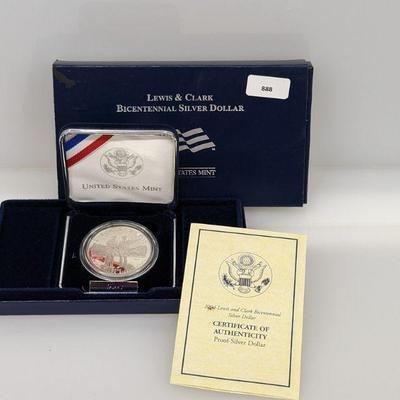 LEWIS & CLARK
BICENTENNIAL SILVER DOLLAR
888
STATES MINT
UNITED STATES MINT
Lewis and Clark Bicentennial
Silver Dollar
CERTIFICATE OF
AUTHENTICITY
Proof Silver Dollar